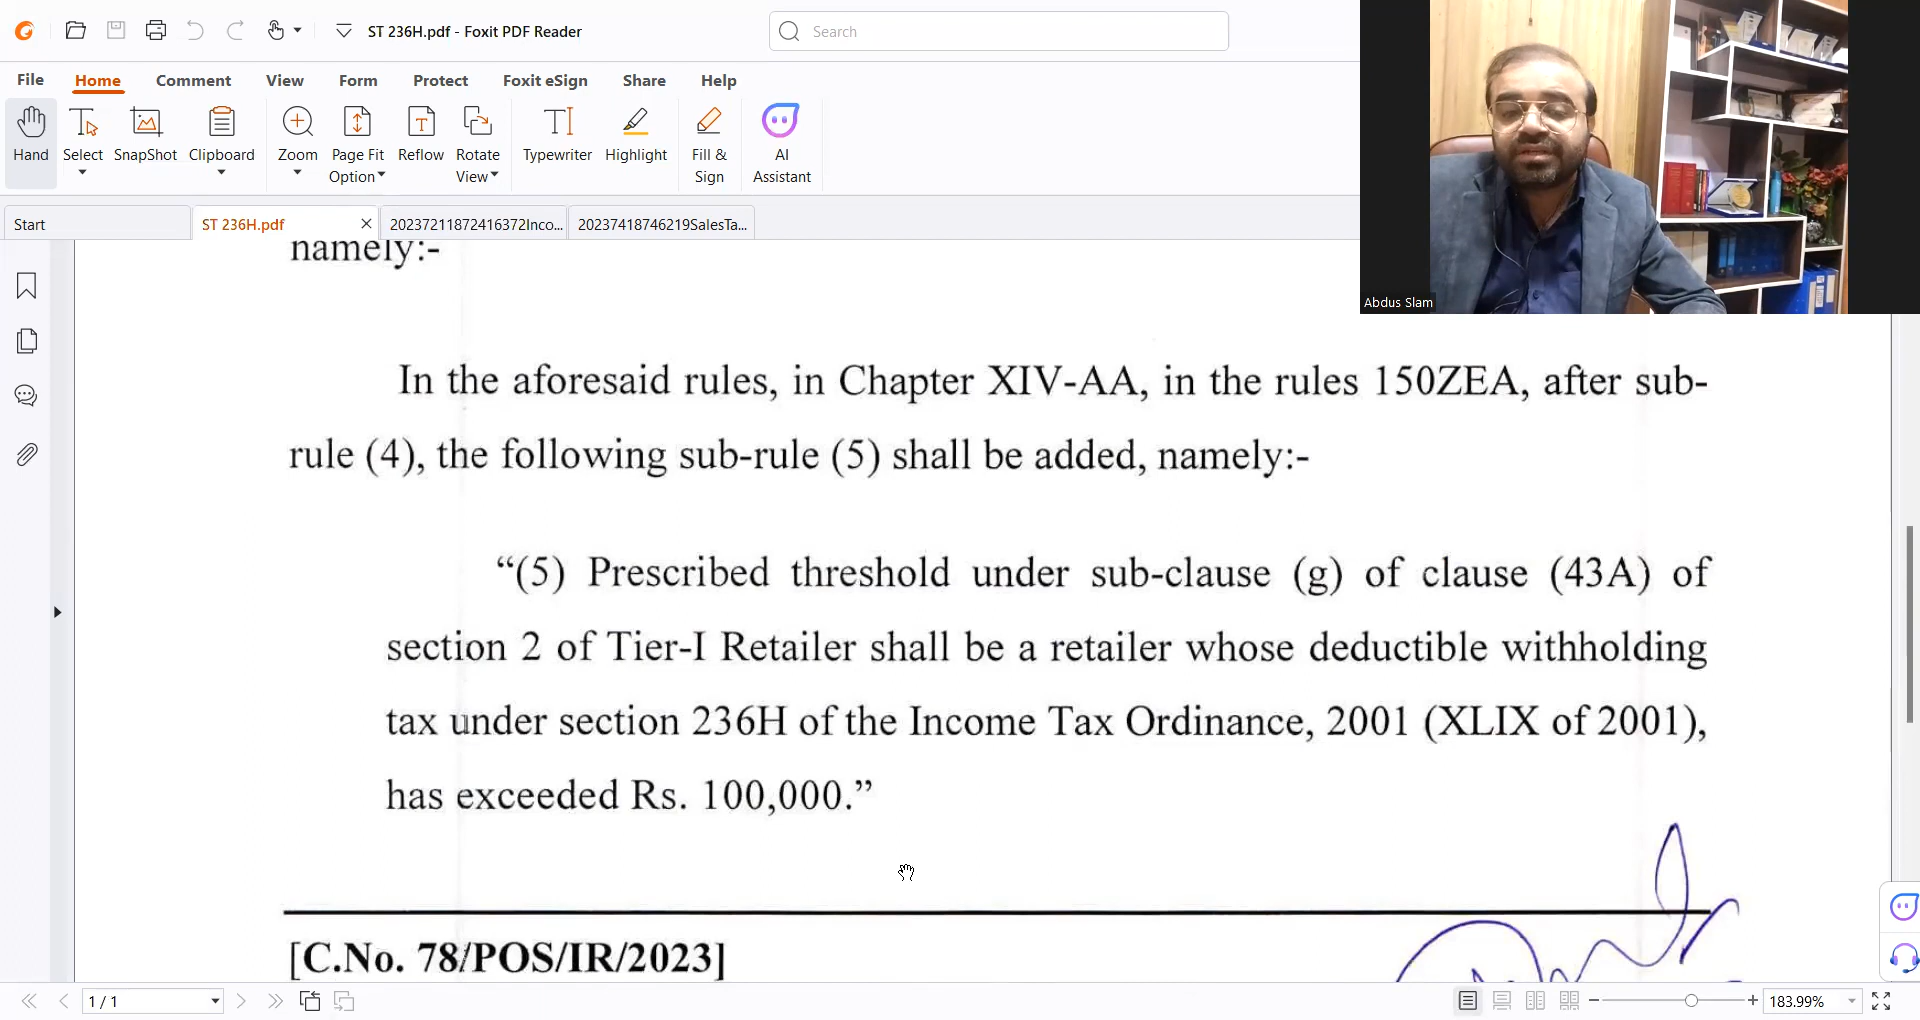 ST 236H.pdf - Foxit PDF Reader
Search
File Home Comment View Form Protect Foxit eSign Share Help
Hand Select SnapShot Clipboard Zoom Page Fit Option Reflow Rotate View Typewriter Highlight Fill & Sign AI Assistant
Start ST 236H.pdf 20237211872416372Inco... 20237418746219SalesTa...
Abdus Slam
namely:-
In the aforesaid rules, in Chapter XIV-AA, in the rules 150ZEA, after sub-
rule (4), the following sub-rule (5) shall be added, namely:-
“(5) Prescribed threshold under sub-clause (g) of clause (43A) of
section 2 of Tier-I Retailer shall be a retailer whose deductible withholding
tax under section 236H of the Income Tax Ordinance, 2001 (XLIX of 2001),
has exceeded Rs. 100,000.”
[C.No. 78/POS/IR/2023]
1 / 1
183.99%